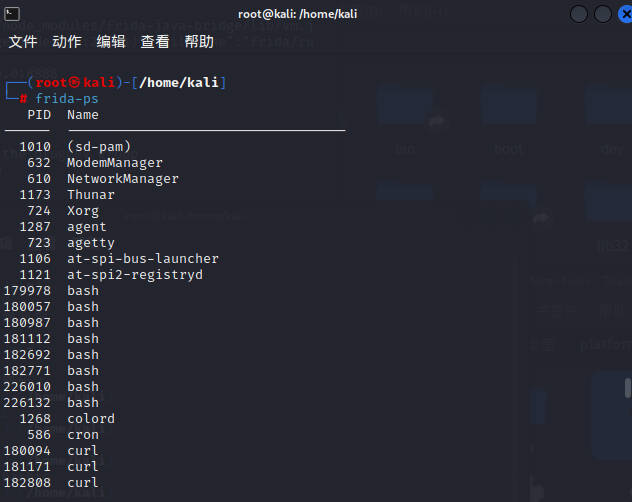 root@kali: /home/kali
文件 动作 编辑 查看 帮助
┌──(root㉿kali)-[/home/kali]
└─# frida-ps
PID Name
1010 (sd-pam)
632 ModemManager
610 NetworkManager
1173 Thunar
724 Xorg
1287 agent
723 agetty
1106 at-spi-bus-launcher
1121 at-spi2-registryd
179978 bash
180057 bash
180987 bash
181112 bash
182692 bash
182771 bash
226010 bash
226132 bash
1268 colord
586 cron
180094 curl
181171 curl
182808 curl